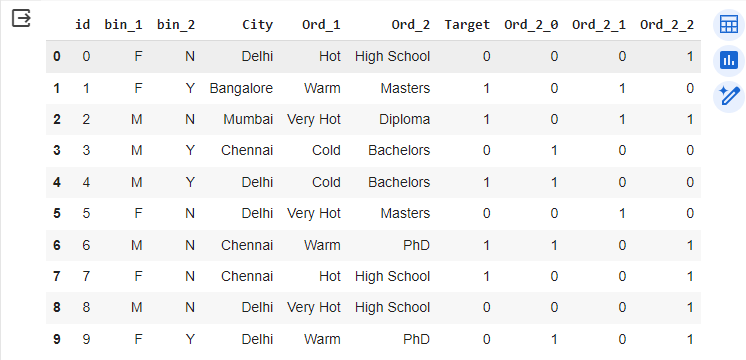 id bin_1 bin_2 City Ord_1 Ord_2 Target Ord_2_0 Ord_2_1 Ord_2_2
0 0 F N Delhi Hot High School 0 0 0 1
1 1 F Y Bangalore Warm Masters 1 0 1 0
2 2 M N Mumbai Very Hot Diploma 1 0 1 1
3 3 M Y Chennai Cold Bachelors 0 1 0 0
4 4 M Y Delhi Cold Bachelors 1 1 0 0
5 5 F N Delhi Very Hot Masters 0 0 1 0
6 6 M N Chennai Warm PhD 1 1 0 1
7 7 F N Chennai Hot High School 1 0 0 1
8 8 M N Delhi Very Hot High School 0 0 0 1
9 9 F Y Delhi Warm PhD 0 1 0 1